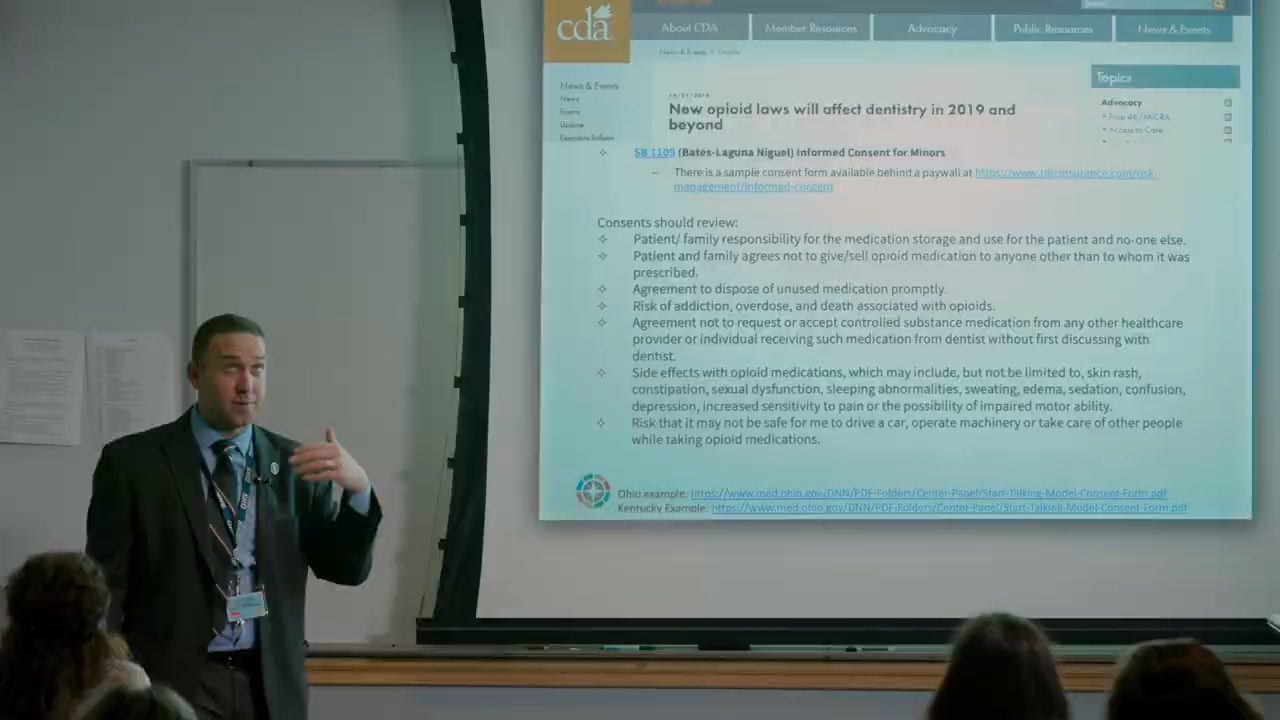 cda
About CDA
Member Resources
Advocacy
Public Resources
News & Events
News & Events
News
Events
Update
Topics
Advocacy
Prop 46 / MICRA
Access to Care
New opioid laws will affect dentistry in 2019 and
beyond
SB 1109 (Bates-Laguna Niguel) Informed Consent for Minors
– There is a sample consent form available behind a paywall at
management/informed-consent
Consents should review:
Patient/ family responsibility for the medication storage and use for the patient and no-one else.
Patient and family agrees not to give/sell opioid medication to anyone other than to whom it was
prescribed.
Agreement to dispose of unused medication promptly.
Risk of addiction, overdose, and death associated with opioids.
Agreement not to request or accept controlled substance medication from any other healthcare
provider or individual receiving such medication from dentist without first discussing with
dentist.
Side effects with opioid medications, which may include, but not be limited to, skin rash,
constipation, sexual dysfunction, sleeping abnormalities, sweating, edema, sedation, confusion,
depression, increased sensitivity to pain or the possibility of impaired motor ability.
Risk that it may not be safe for me to drive a car, operate machinery or take care of other people
while taking opioid medications.
Ohio example: https://www.med.ohio.gov/DNN/PDF-Folders/Center-Panel/Start-Talking-Model-Consent-Form.pdf
Kentucky Example: https://www.med.ohio.gov/DNN/PDF-Folders/Center-Panel/Start-Talking-Model-Consent-Form.pdf